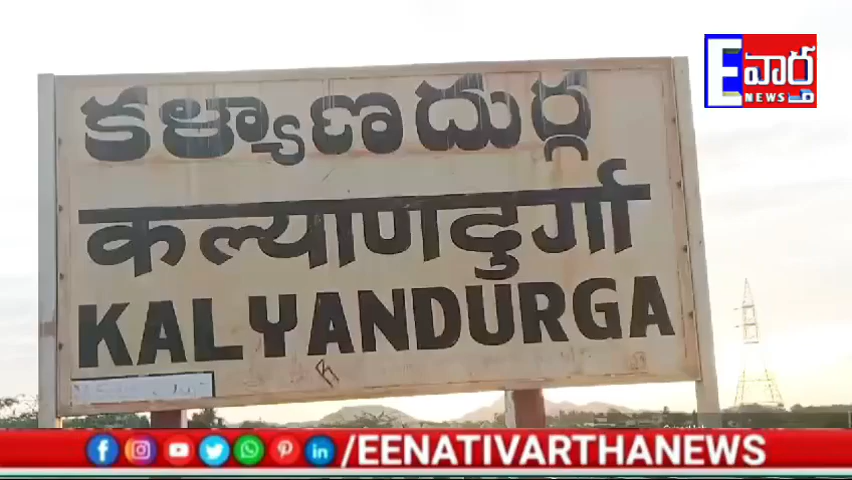 E వార్త
NEWS
కళ్యాణదుర్గ
कल्याणदुर्गा
KALYANDURGA
/EENATIVARTHANEWS